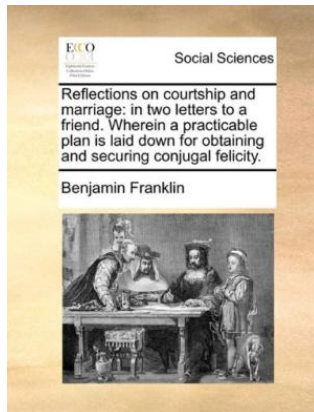 ECCO
Social Sciences
Reflections on courtship and
marriage: in two letters to a
friend. Wherein a practicable
plan is laid down for obtaining
and securing conjugal felicity.
Benjamin Franklin